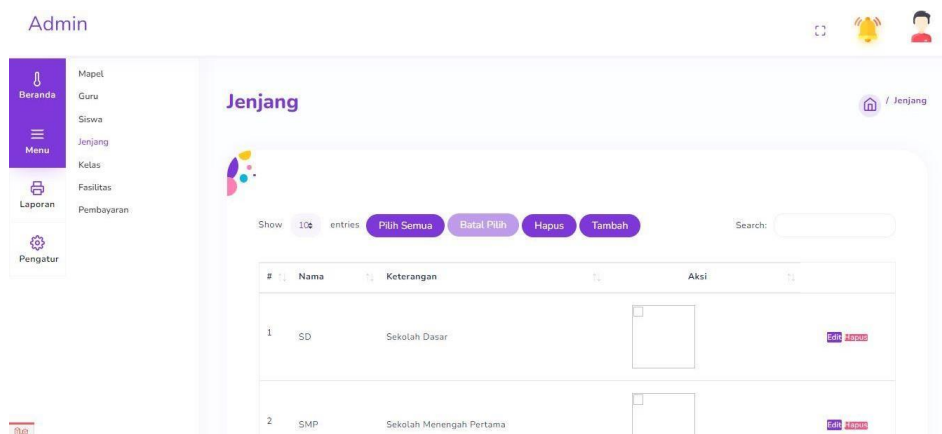 Admin
Beranda
Menu
Laporan
Pengatur
Mapel
Guru
Siswa
Jenjang
Kelas
Fasilitas
Pembayaran
Jenjang
/ Jenjang
Show 10 entries Pilih Semua Batal Pilih Hapus Tambah Search:
# Nama Keterangan Aksi
1 SD Sekolah Dasar Edit Hapus
2 SMP Sekolah Menengah Pertama Edit Hapus